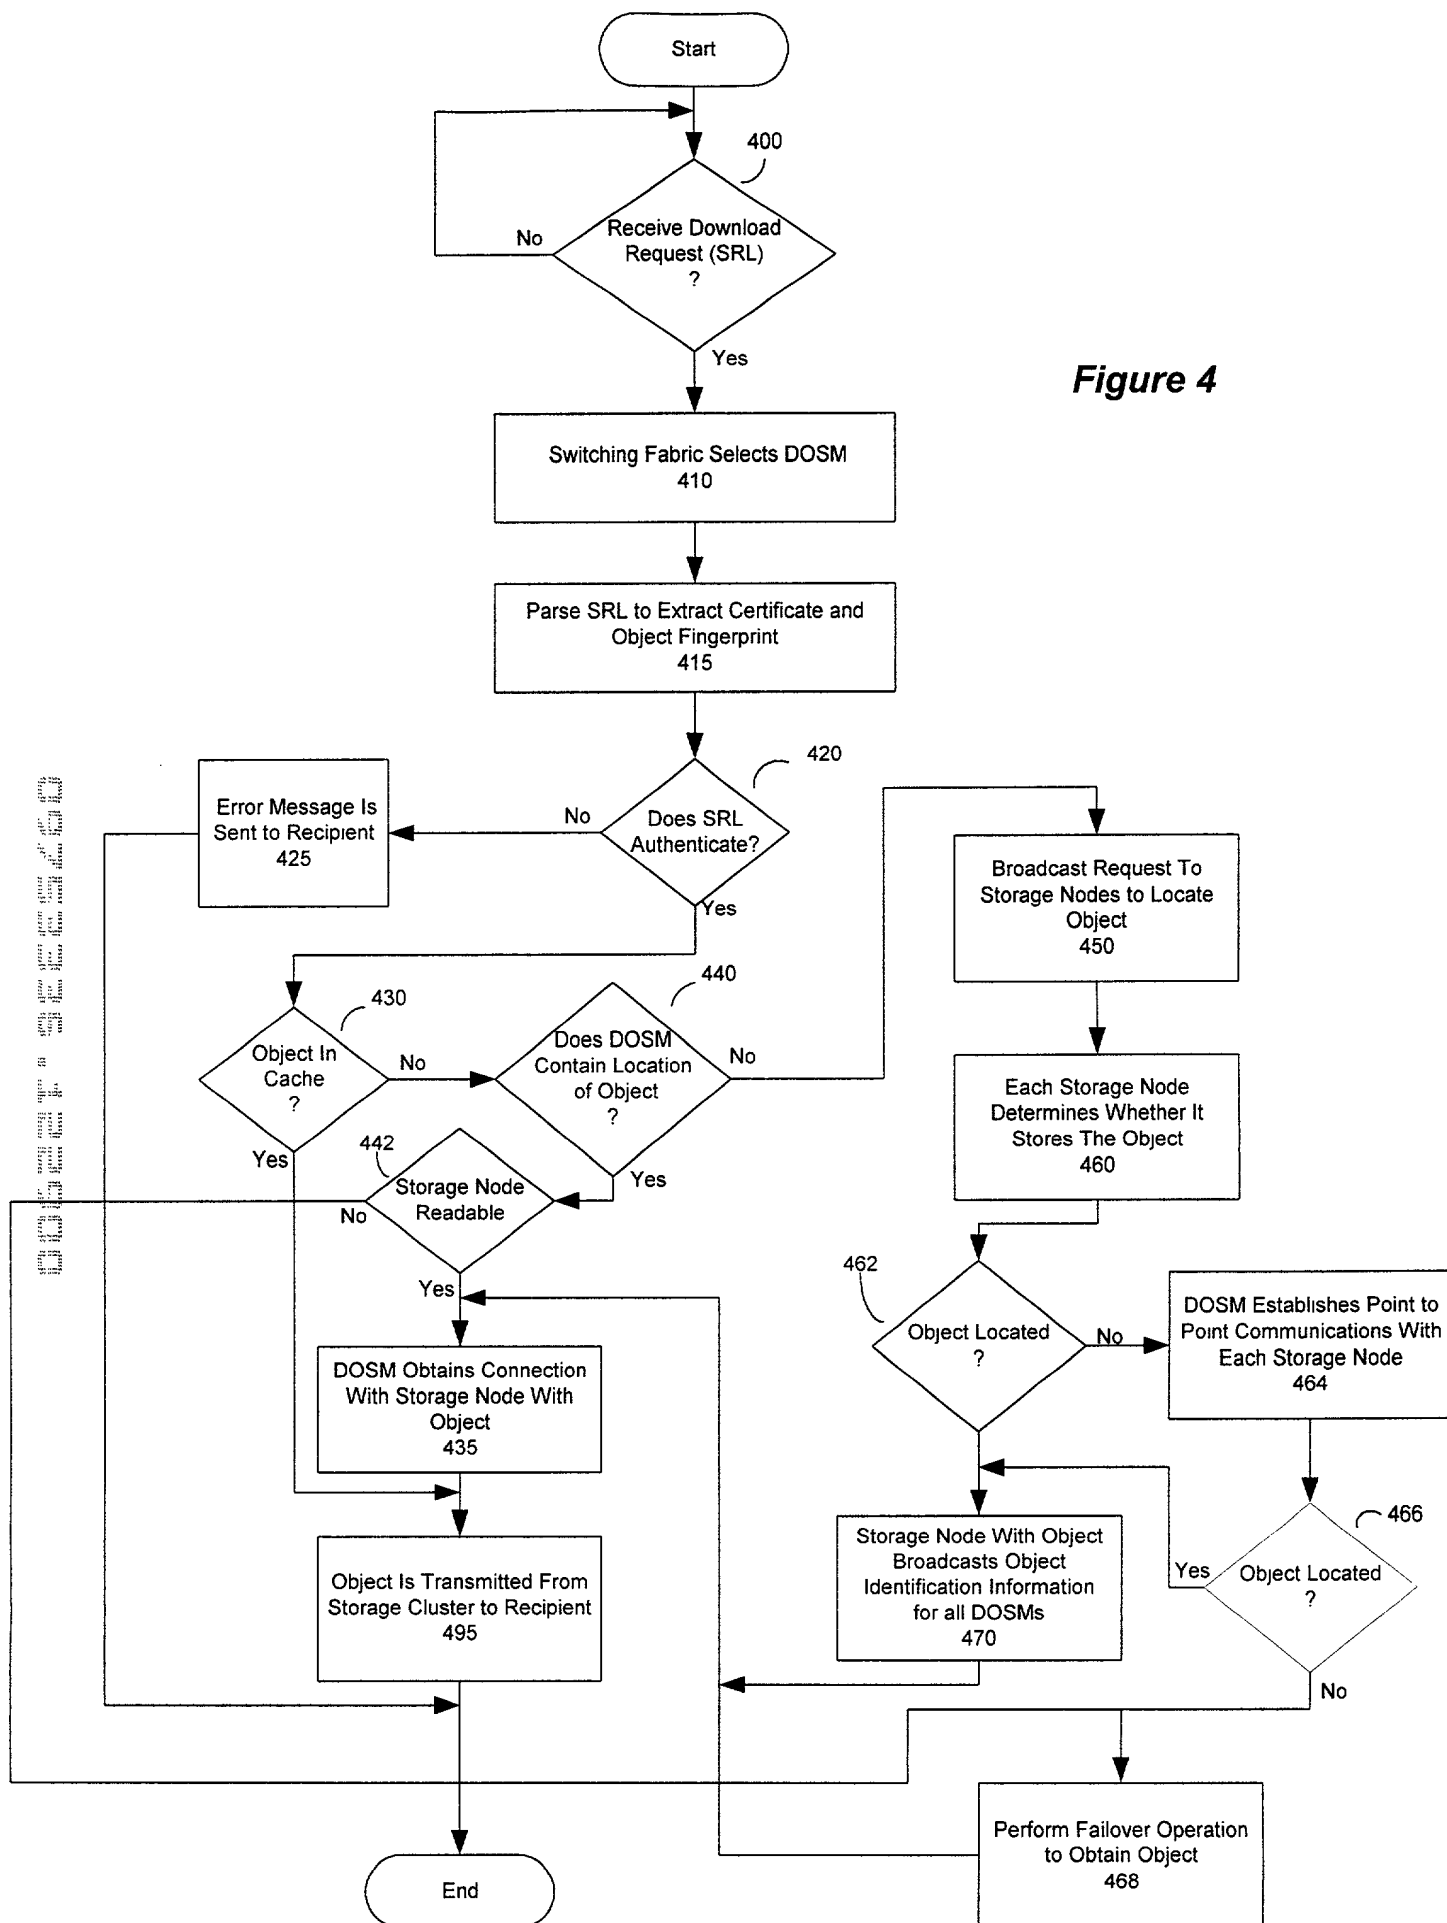 Start
400
Receive Download
Request (SRL)
?
No
Yes
Figure 4
Switching Fabric Selects DOSM
410
Parse SRL to Extract Certificate and
Object Fingerprint
415
420
Does SRL
Authenticate?
No
Yes
Error Message Is
Sent to Recipient
425
Broadcast Request To
Storage Nodes to Locate
Object
450
430
Object In
Cache
?
No
Yes
440
Does DOSM
Contain Location
of Object
?
No
Yes
Each Storage Node
Determines Whether It
Stores The Object
460
442
Storage Node
Readable
No
Yes
462
Object Located
?
No
DOSM Establishes Point to
Point Communications With
Each Storage Node
464
DOSM Obtains Connection
With Storage Node With
Object
435
466
Object Located
?
Yes
No
Storage Node With Object
Broadcasts Object
Identification Information
for all DOSMs
470
Object Is Transmitted From
Storage Cluster to Recipient
495
Perform Failover Operation
to Obtain Object
468
End